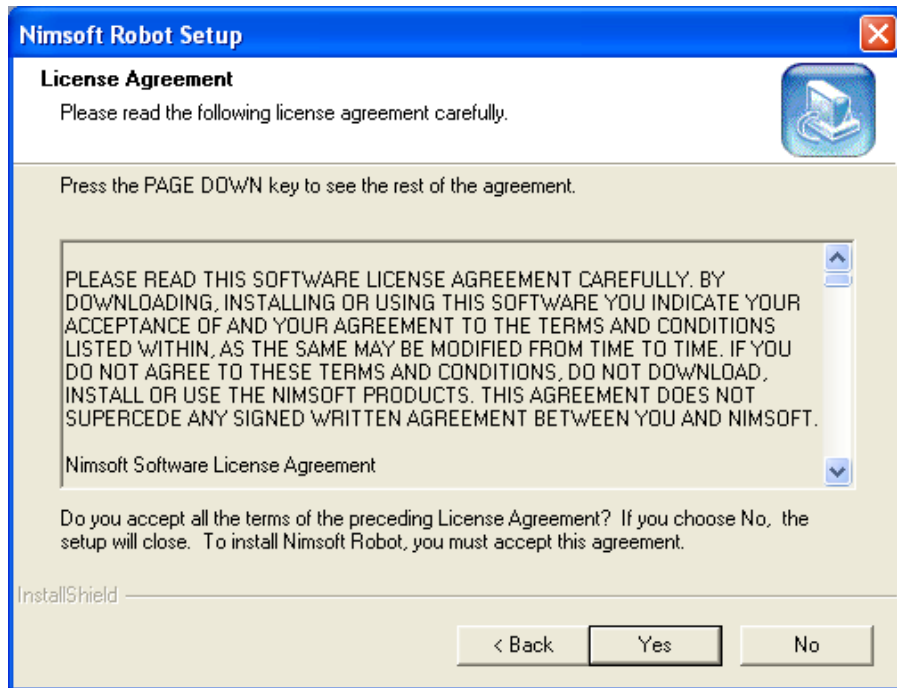 Nimsoft Robot Setup
License Agreement
Please read the following license agreement carefully.
Press the PAGE DOWN key to see the rest of the agreement.
PLEASE READ THIS SOFTWARE LICENSE AGREEMENT CAREFULLY. BY
DOWNLOADING, INSTALLING OR USING THIS SOFTWARE YOU INDICATE YOUR
ACCEPTANCE OF AND YOUR AGREEMENT TO THE TERMS AND CONDITIONS
LISTED WITHIN, AS THE SAME MAY BE MODIFIED FROM TIME TO TIME. IF YOU
DO NOT AGREE TO THESE TERMS AND CONDITIONS, DO NOT DOWNLOAD,
INSTALL OR USE THE NIMSOFT PRODUCTS. THIS AGREEMENT DOES NOT
SUPERCEDE ANY SIGNED WRITTEN AGREEMENT BETWEEN YOU AND NIMSOFT.
Nimsoft Software License Agreement
Do you accept all the terms of the preceding License Agreement?  If you choose No,  the
setup will close.  To install Nimsoft Robot, you must accept this agreement.
InstallShield
< Back
Yes
No